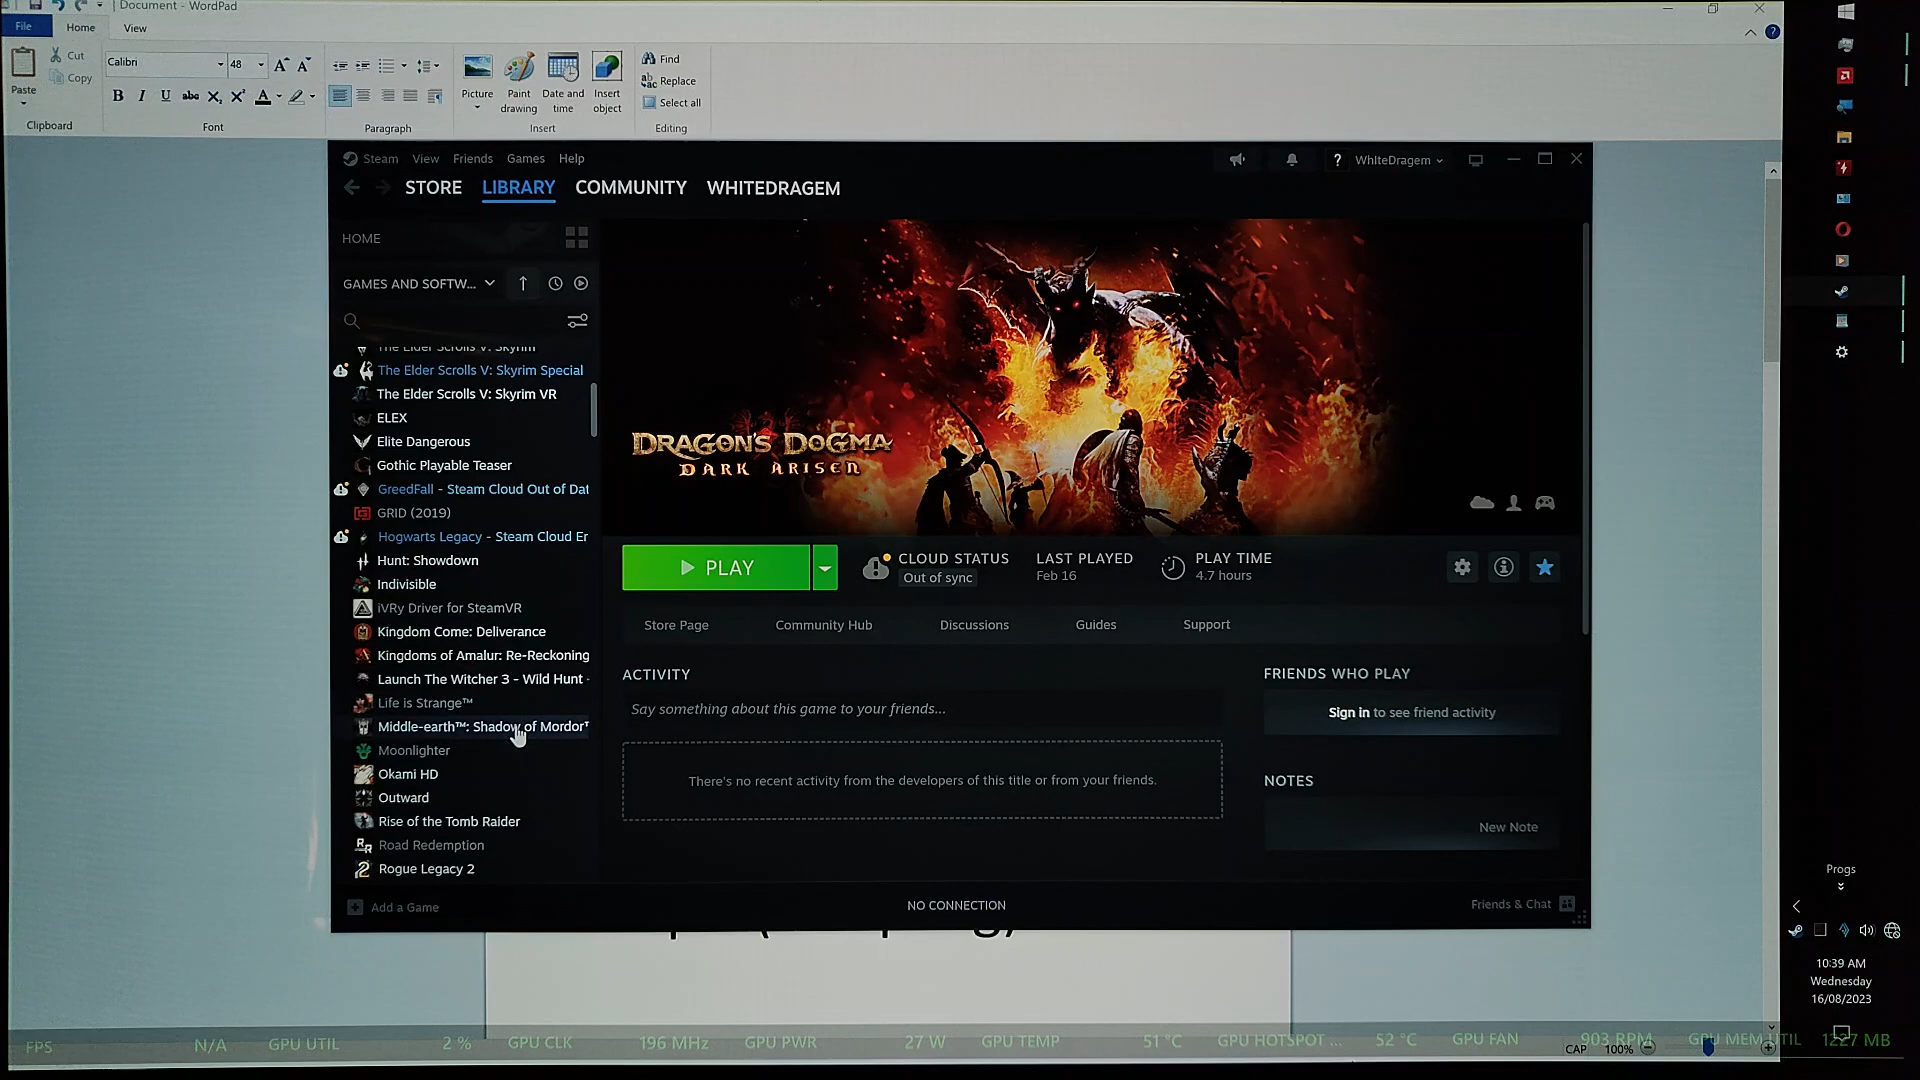 Document - WordPad
File
Home
View
Paste
Cut
Copy
Clipboard
Calibri
48
B I U abc X₂ X² A
Font
Paragraph
Picture
Paint drawing
Date and time
Insert object
Insert
Find
Replace
Select all
Editing
Steam View Friends Games Help
WhIteDragem
STORE LIBRARY COMMUNITY WHITEDRAGEM
HOME
GAMES AND SOFTW...
The Elder Scrolls V: Skyrim
The Elder Scrolls V: Skyrim Special
The Elder Scrolls V: Skyrim VR
ELEX
Elite Dangerous
Gothic Playable Teaser
GreedFall - Steam Cloud Out of Dat
GRID (2019)
Hogwarts Legacy - Steam Cloud Er
Hunt: Showdown
Indivisible
iVRy Driver for SteamVR
Kingdom Come: Deliverance
Kingdoms of Amalur: Re-Reckoning
Launch The Witcher 3 - Wild Hunt -
Life is Strange™
Middle-earth™: Shadow of Mordor™
Moonlighter
Okami HD
Outward
Rise of the Tomb Raider
Road Redemption
Rogue Legacy 2
Add a Game
DRAGON'S DOGMA
DARK ARISEN
PLAY
CLOUD STATUS
Out of sync
LAST PLAYED
Feb 16
PLAY TIME
4.7 hours
Store Page Community Hub Discussions Guides Support
ACTIVITY
Say something about this game to your friends...
There's no recent activity from the developers of this title or from your friends.
FRIENDS WHO PLAY
Sign in to see friend activity
NOTES
New Note
NO CONNECTION
Friends & Chat
Progs
10:39 AM
Wednesday
16/08/2023
CAP 100%
FPS N/A GPU UTIL 2 % GPU CLK 196 MHz GPU PWR 27 W GPU TEMP 51 °C GPU HOTSPOT ... 52 °C GPU FAN 903 RPM GPU MEM UTIL 1227 MB